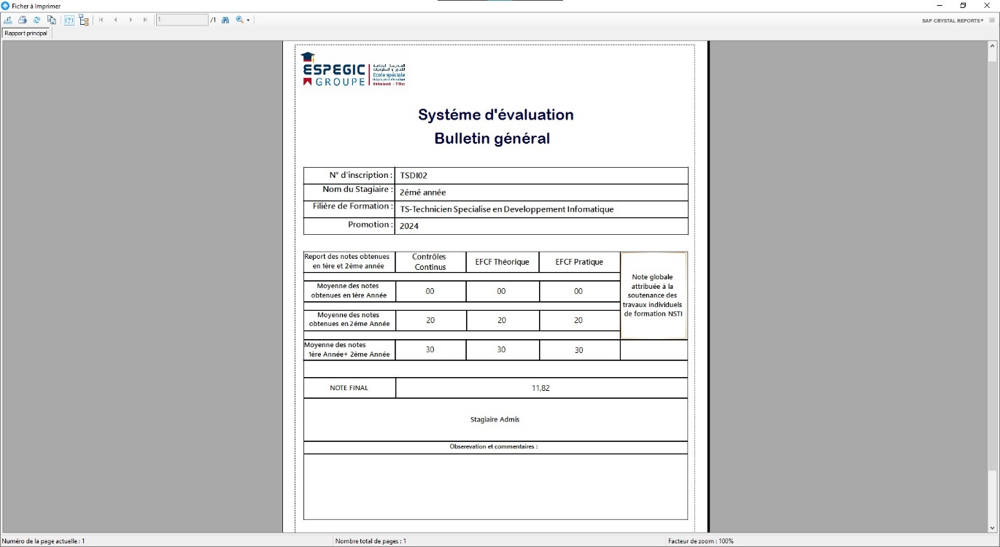 Ficher à Imprimer
1
/1
SAP CRYSTAL REPORTS®
Rapport principal
ESPEGIC
GROUPE
Ecole spéciale
Khémisset - Tiflet
Systéme d'évaluation
Bulletin général
N° d'inscription : TSDI02
Nom du Stagiaire : 2émé année
Filière de Formation : TS-Technicien Specialise en Developpement Infomatique
Promotion : 2024
Report des notes obtenues
en 1ère et 2ème année
Contrôles
Continus
EFCF Théorique
EFCF Pratique
Note globale
attribuée à la
soutenance des
travaux individuels
de formation NSTI
Moyenne des notes
obtenues en 1ère Année
00 00 00
Moyenne des notes
obtenues en 2éme Année
20 20 20
Moyenne des notes
1ère Année+ 2ème Année
30 30 30
NOTE FINAL 11,82
Stagiaire Admis
Obserevation et commentaires :
Numéro de la page actuelle : 1 Nombre total de pages : 1 Facteur de zoom : 100%